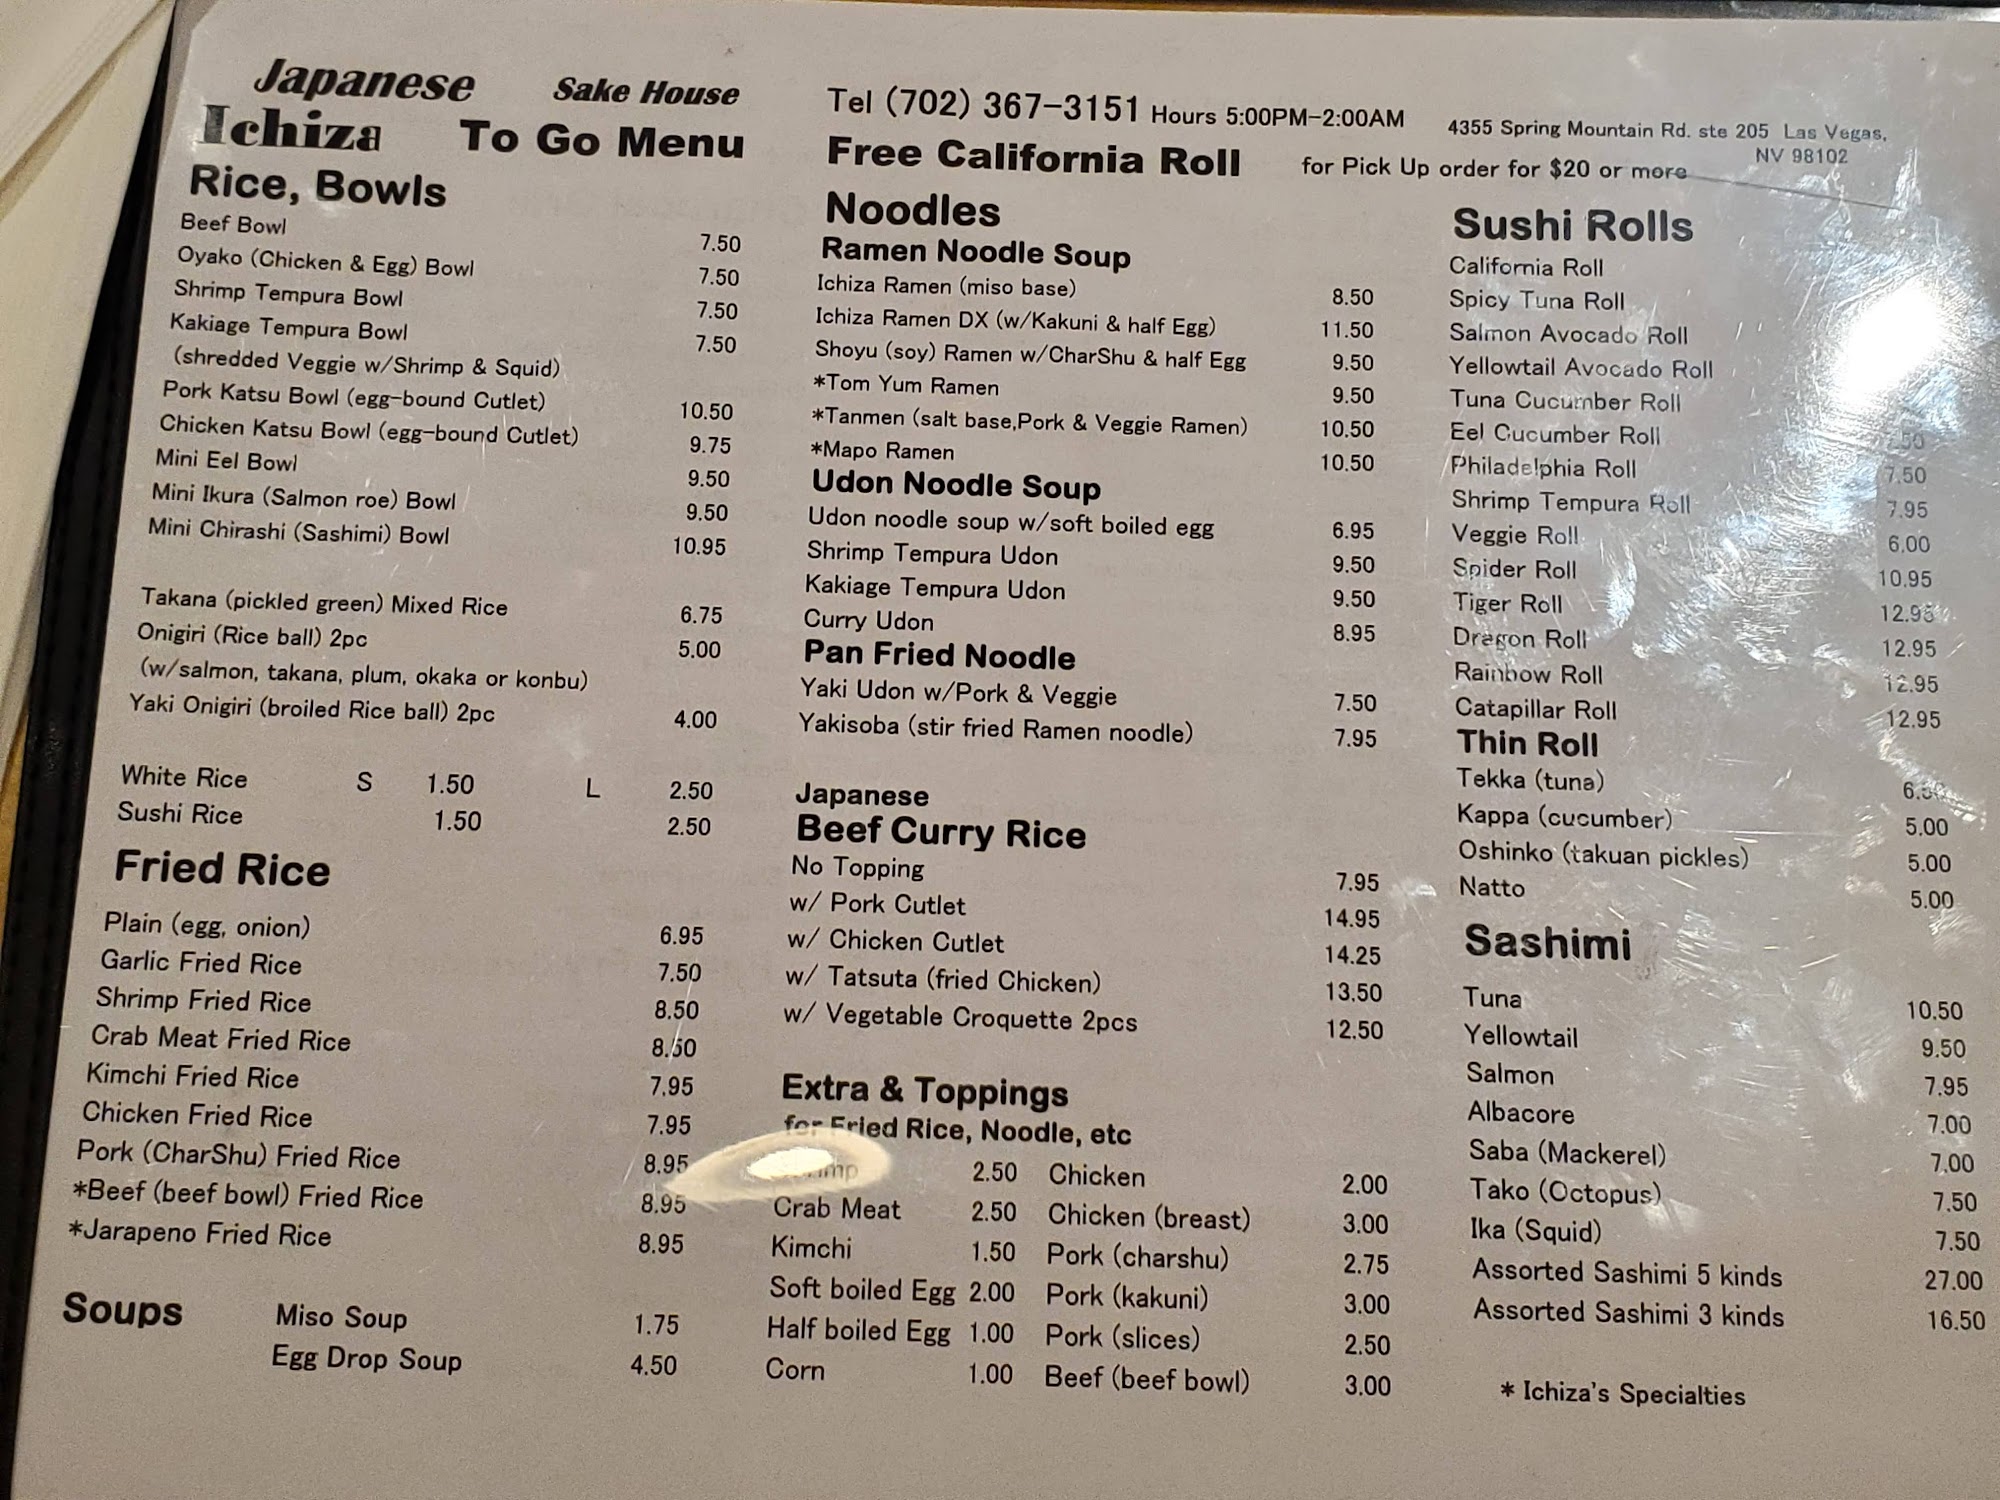 Japanese Sake House
Ichiza To Go Menu
Tel (702) 367-3151 Hours 5:00PM-2:00AM
4355 Spring Mountain Rd. ste 205 Las Vegas,
NV 98102
Free California Roll for Pick Up order for $20 or more
Rice, Bowls
Beef Bowl 7.50
Oyako (Chicken & Egg) Bowl 7.50
Shrimp Tempura Bowl 7.50
Kakiage Tempura Bowl 7.50
(shredded Veggie w/Shrimp & Squid)
Pork Katsu Bowl (egg-bound Cutlet) 10.50
Chicken Katsu Bowl (egg-bound Cutlet) 9.75
Mini Eel Bowl 9.50
Mini Ikura (Salmon roe) Bowl 9.50
Mini Chirashi (Sashimi) Bowl 10.95
Takana (pickled green) Mixed Rice 6.75
Onigiri (Rice ball) 2pc 5.00
(w/salmon, takana, plum, okaka or konbu)
Yaki Onigiri (broiled Rice ball) 2pc 4.00
White Rice S 1.50 L 2.50
Sushi Rice 1.50 2.50
Fried Rice
Plain (egg, onion) 6.95
Garlic Fried Rice 7.50
Shrimp Fried Rice 8.50
Crab Meat Fried Rice 8.50
Kimchi Fried Rice 7.95
Chicken Fried Rice 7.95
Pork (CharShu) Fried Rice 8.95
*Beef (beef bowl) Fried Rice 8.95
*Jarapeno Fried Rice 8.95
Soups Miso Soup 1.75
Egg Drop Soup 4.50
Noodles
Ramen Noodle Soup
Ichiza Ramen (miso base) 8.50
Ichiza Ramen DX (w/Kakuni & half Egg) 11.50
Shoyu (soy) Ramen w/CharShu & half Egg 9.50
*Tom Yum Ramen 9.50
*Tanmen (salt base,Pork & Veggie Ramen) 10.50
*Mapo Ramen 10.50
Udon Noodle Soup
Udon noodle soup w/soft boiled egg 6.95
Shrimp Tempura Udon 9.50
Kakiage Tempura Udon 9.50
Curry Udon 8.95
Pan Fried Noodle
Yaki Udon w/Pork & Veggie 7.50
Yakisoba (stir fried Ramen noodle) 7.95
Japanese
Beef Curry Rice
No Topping 7.95
w/ Pork Cutlet 14.95
w/ Chicken Cutlet 14.25
w/ Tatsuta (fried Chicken) 13.50
w/ Vegetable Croquette 2pcs 12.50
Extra & Toppings
for Fried Rice, Noodle, etc
2.50 Chicken 2.00
Crab Meat 2.50 Chicken (breast) 3.00
Kimchi 1.50 Pork (charshu) 2.75
Soft boiled Egg 2.00 Pork (kakuni) 3.00
Half boiled Egg 1.00 Pork (slices) 2.50
Corn 1.00 Beef (beef bowl) 3.00
Sushi Rolls
California Roll
Spicy Tuna Roll
Salmon Avocado Roll
Yellowtail Avocado Roll
Tuna Cucumber Roll
Eel Cucumber Roll
Philadelphia Roll 7.50
Shrimp Tempura Roll 7.95
Veggie Roll 6.00
Spider Roll 10.95
Tiger Roll 12.95
Dragon Roll 12.95
Rainbow Roll 12.95
Catapillar Roll 12.95
Thin Roll
Tekka (tuna)
Kappa (cucumber) 5.00
Oshinko (takuan pickles) 5.00
Natto 5.00
Sashimi
Tuna 10.50
Yellowtail 9.50
Salmon 7.95
Albacore 7.00
Saba (Mackerel) 7.00
Tako (Octopus) 7.50
Ika (Squid) 7.50
Assorted Sashimi 5 kinds 27.00
Assorted Sashimi 3 kinds 16.50
* Ichiza's Specialties